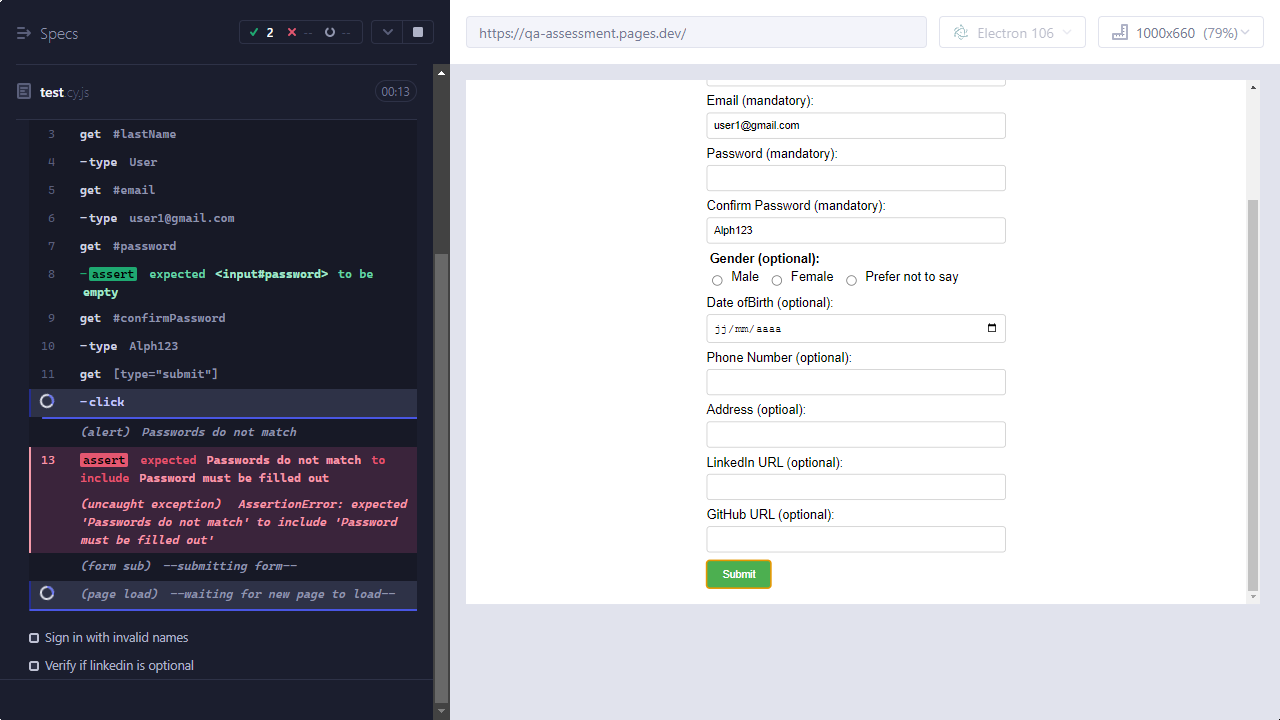 Specs
2 -- --
https://qa-assessment.pages.dev/
Electron 106
1000x660 (79%)
test.cy.js
00:13
3 get #lastName
4 -type User
5 get #email
6 -type user1@gmail.com
7 get #password
8 -assert expected <input#password> to be
empty
9 get #confirmPassword
10 -type Alph123
11 get [type="submit"]
-click
(alert) Passwords do not match
13 assert expected Passwords do not match to
include Password must be filled out
(uncaught exception) AssertionError: expected
'Passwords do not match' to include 'Password
must be filled out'
(form sub) --submitting form--
(page load) --waiting for new page to load--
Sign in with invalid names
Verify if linkedin is optional
Email (mandatory):
user1@gmail.com
Password (mandatory):
Confirm Password (mandatory):
Alph123
Gender (optional):
Male Female Prefer not to say
Date ofBirth (optional):
jj/mm/aaaa
Phone Number (optional):
Address (optioal):
LinkedIn URL (optional):
GitHub URL (optional):
Submit